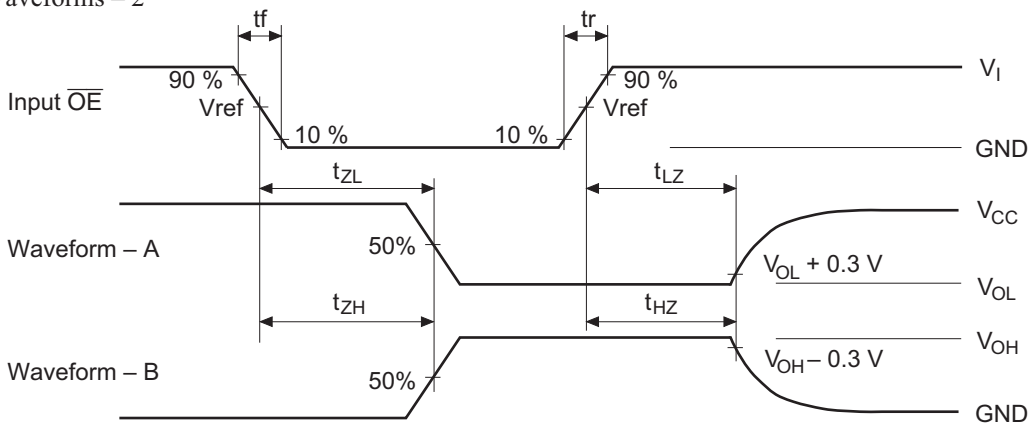 aveforms – 2
tf
tr
Input OE
90 %
Vref
10 %
10 %
90 %
Vref
VI
GND
tZL
tLZ
Waveform – A
50%
VOL + 0.3 V
VCC
VOL
tZH
tHZ
Waveform – B
50%
VOH – 0.3 V
VOH
GND